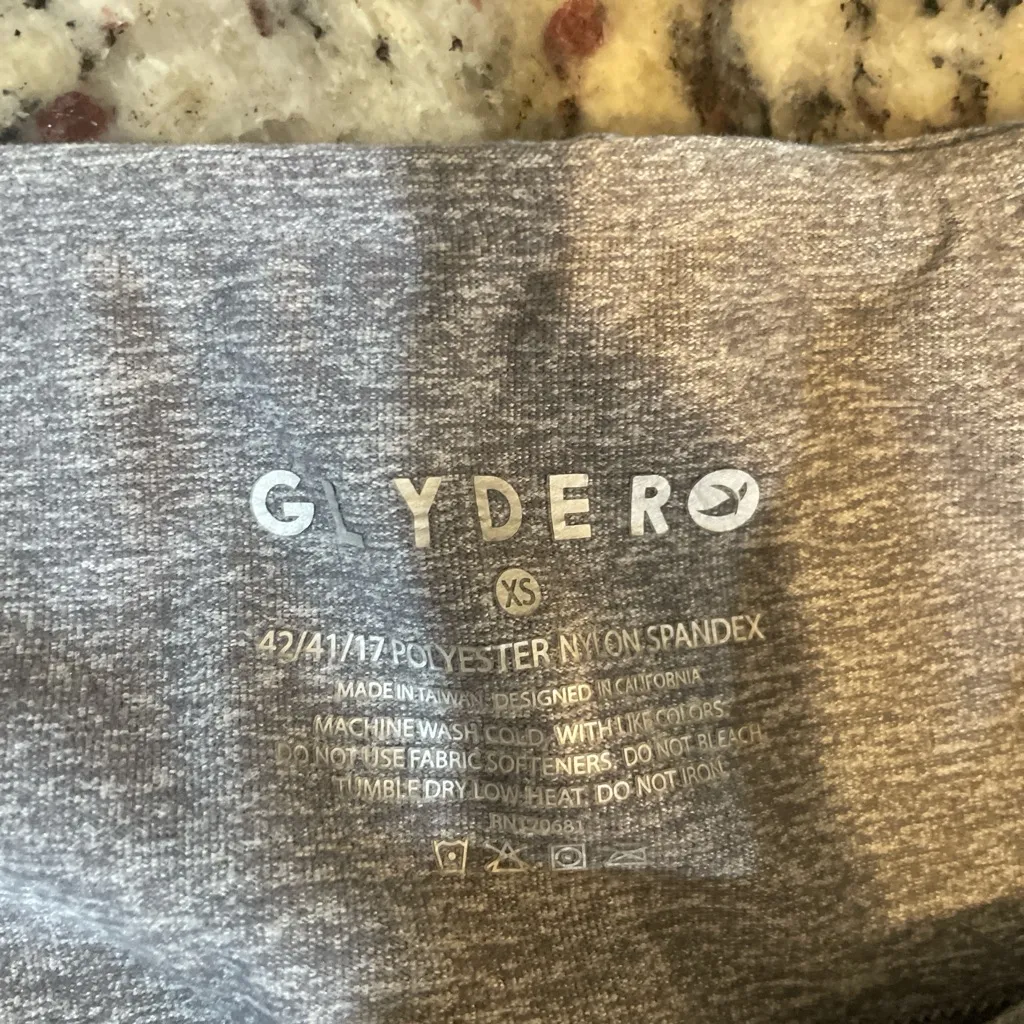 GLYDER
XS
42/41/17 POLYESTER NYLON SPANDEX
MADE IN TAIWAN. DESIGNED IN CALIFORNIA
MACHINE WASH COLD, WITH LIKE COLORS
DO NOT USE FABRIC SOFTENERS. DO NOT BLEACH
TUMBLE DRY LOW HEAT. DO NOT IRON.
RN170681